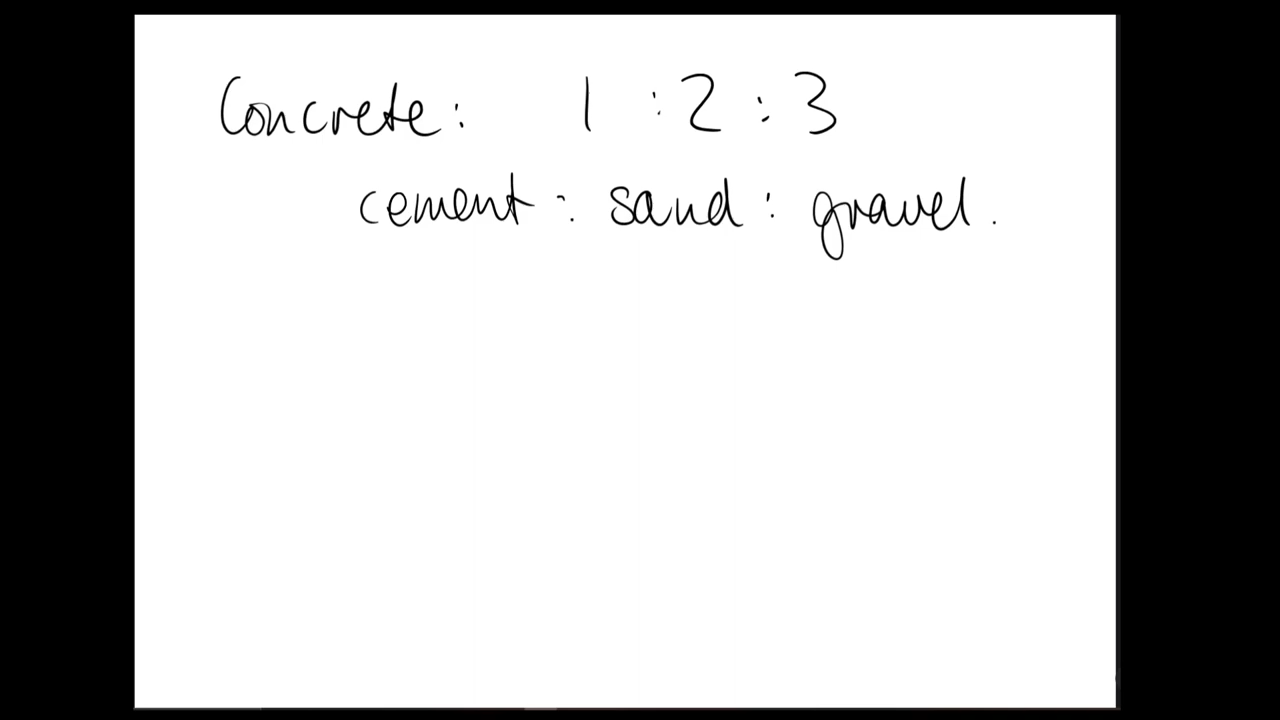 Concrete: 1 : 2 : 3
cement : sand : gravel.